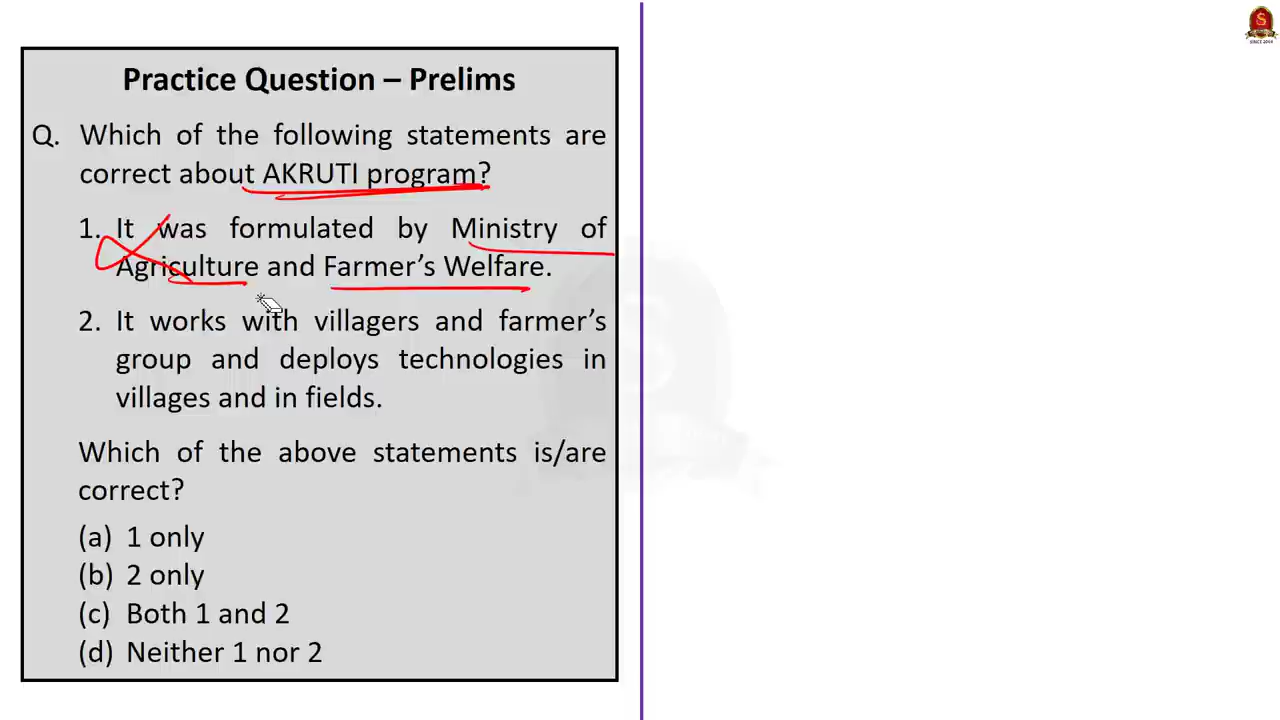 Practice Question – Prelims
Q. Which of the following statements are
correct about AKRUTI program?
1. It was formulated by Ministry of
Agriculture and Farmer's Welfare.
2. It works with villagers and farmer's
group and deploys technologies in
villages and in fields.
Which of the above statements is/are
correct?
(a) 1 only
(b) 2 only
(c) Both 1 and 2
(d) Neither 1 nor 2